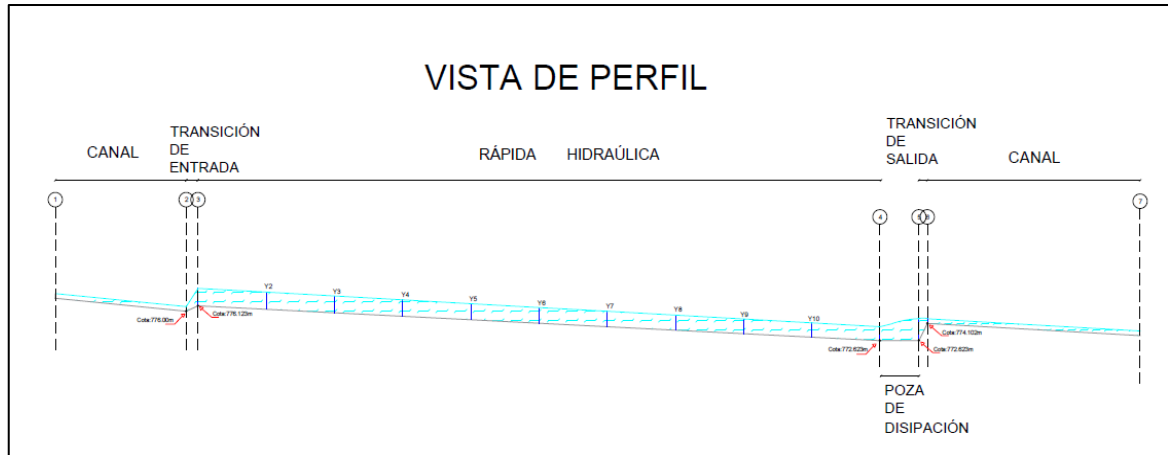 VISTA DE PERFIL
CANAL
TRANSICIÓN
DE
ENTRADA
RÁPIDA HIDRAÚLICA
TRANSICIÓN
DE
SALIDA
CANAL
1
2
3
4
5
6
7
Y2
Y3
Y4
Y5
Y6
Y7
Y8
Y9
Y10
Cota:776.00m
Cota:776.123m
Cota:772.623m
Cota:774.102m
Cota:772.623m
POZA
DE
DISIPACIÓN